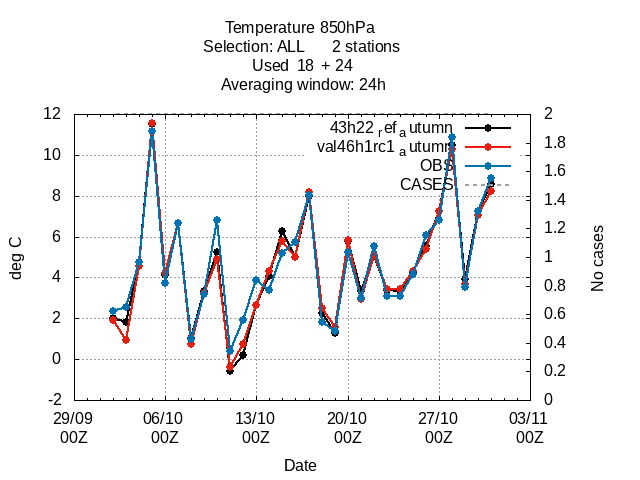 Temperature 850hPa
Selection: ALL 2 stations
Used 18 + 24
Averaging window: 24h
43h22_ref_autumn
val46h1rc1_autumn
OBS
CASES
deg C
12
10
8
6
4
2
0
-2
No cases
2
1.8
1.6
1.4
1.2
1
0.8
0.6
0.4
0.2
0
29/09 06/10 13/10 20/10 27/10 03/11
00Z 00Z 00Z 00Z 00Z 00Z
Date